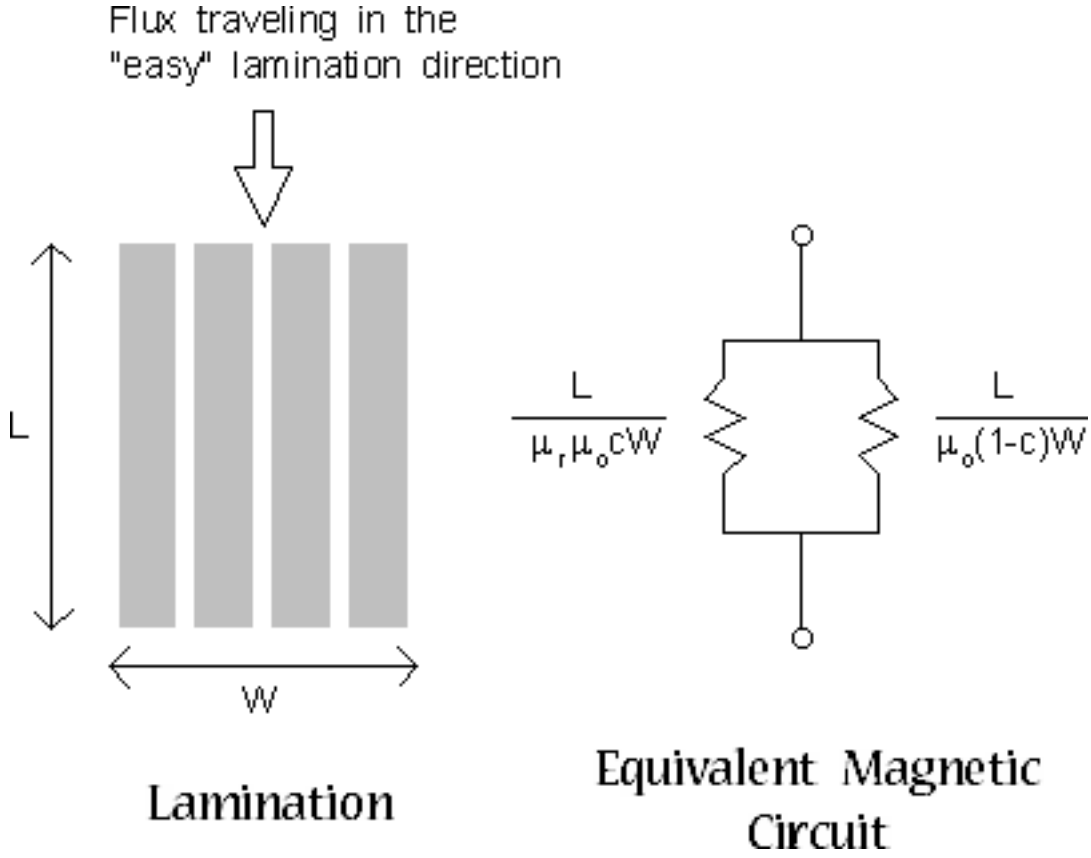 Flux traveling in the
"easy" lamination direction
L
W
L
μrμocW
L
μo(1-c)W
Lamination
Equivalent Magnetic
Circuit